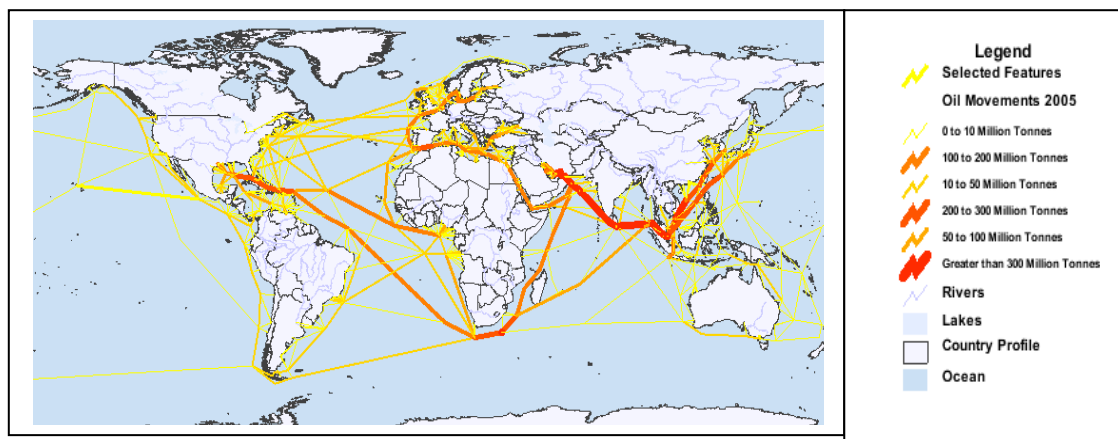 Legend
Selected Features
Oil Movements 2005
0 to 10 Million Tonnes
100 to 200 Million Tonnes
10 to 50 Million Tonnes
200 to 300 Million Tonnes
50 to 100 Million Tonnes
Greater than 300 Million Tonnes
Rivers
Lakes
Country Profile
Ocean